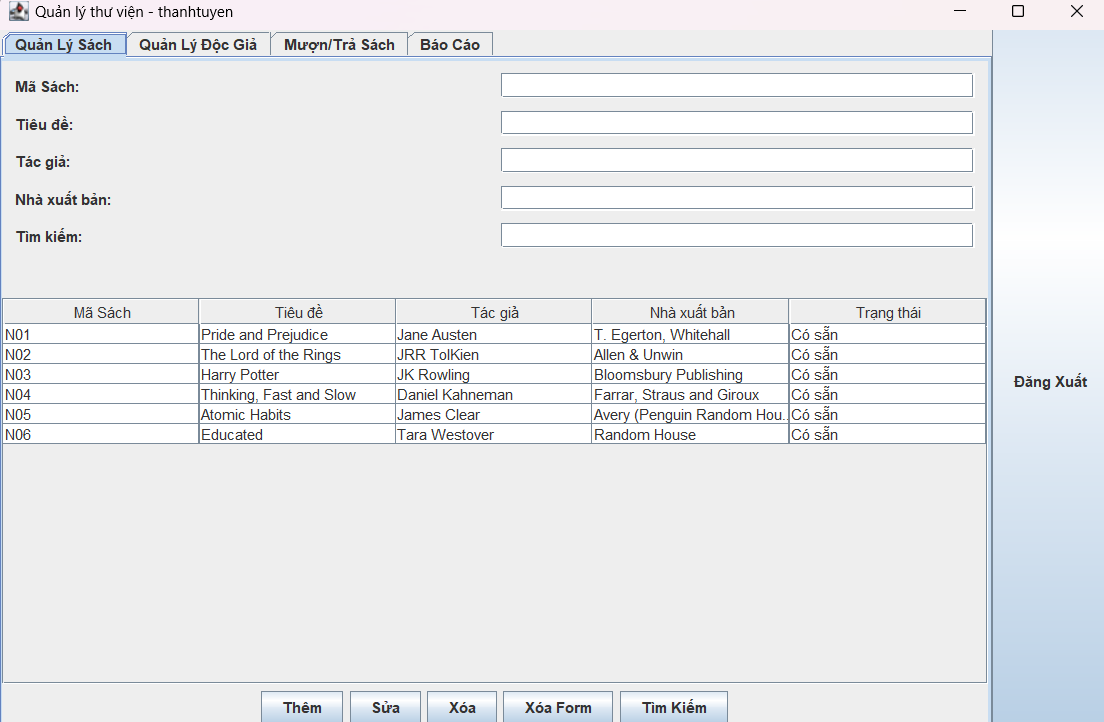 Quản lý thư viện - thanhtuyen
Quản Lý Sách Quản Lý Độc Giả Mượn/Trả Sách Báo Cáo
Mã Sách:
Tiêu đề:
Tác giả:
Nhà xuất bản:
Tìm kiếm:
Mã Sách Tiêu đề Tác giả Nhà xuất bản Trạng thái
N01 Pride and Prejudice Jane Austen T. Egerton, Whitehall Có sẵn
N02 The Lord of the Rings JRR TolKien Allen & Unwin Có sẵn
N03 Harry Potter JK Rowling Bloomsbury Publishing Có sẵn
N04 Thinking, Fast and Slow Daniel Kahneman Farrar, Straus and Giroux Có sẵn
N05 Atomic Habits James Clear Avery (Penguin Random Hou... Có sẵn
N06 Educated Tara Westover Random House Có sẵn
Đăng Xuất
Thêm Sửa Xóa Xóa Form Tìm Kiếm